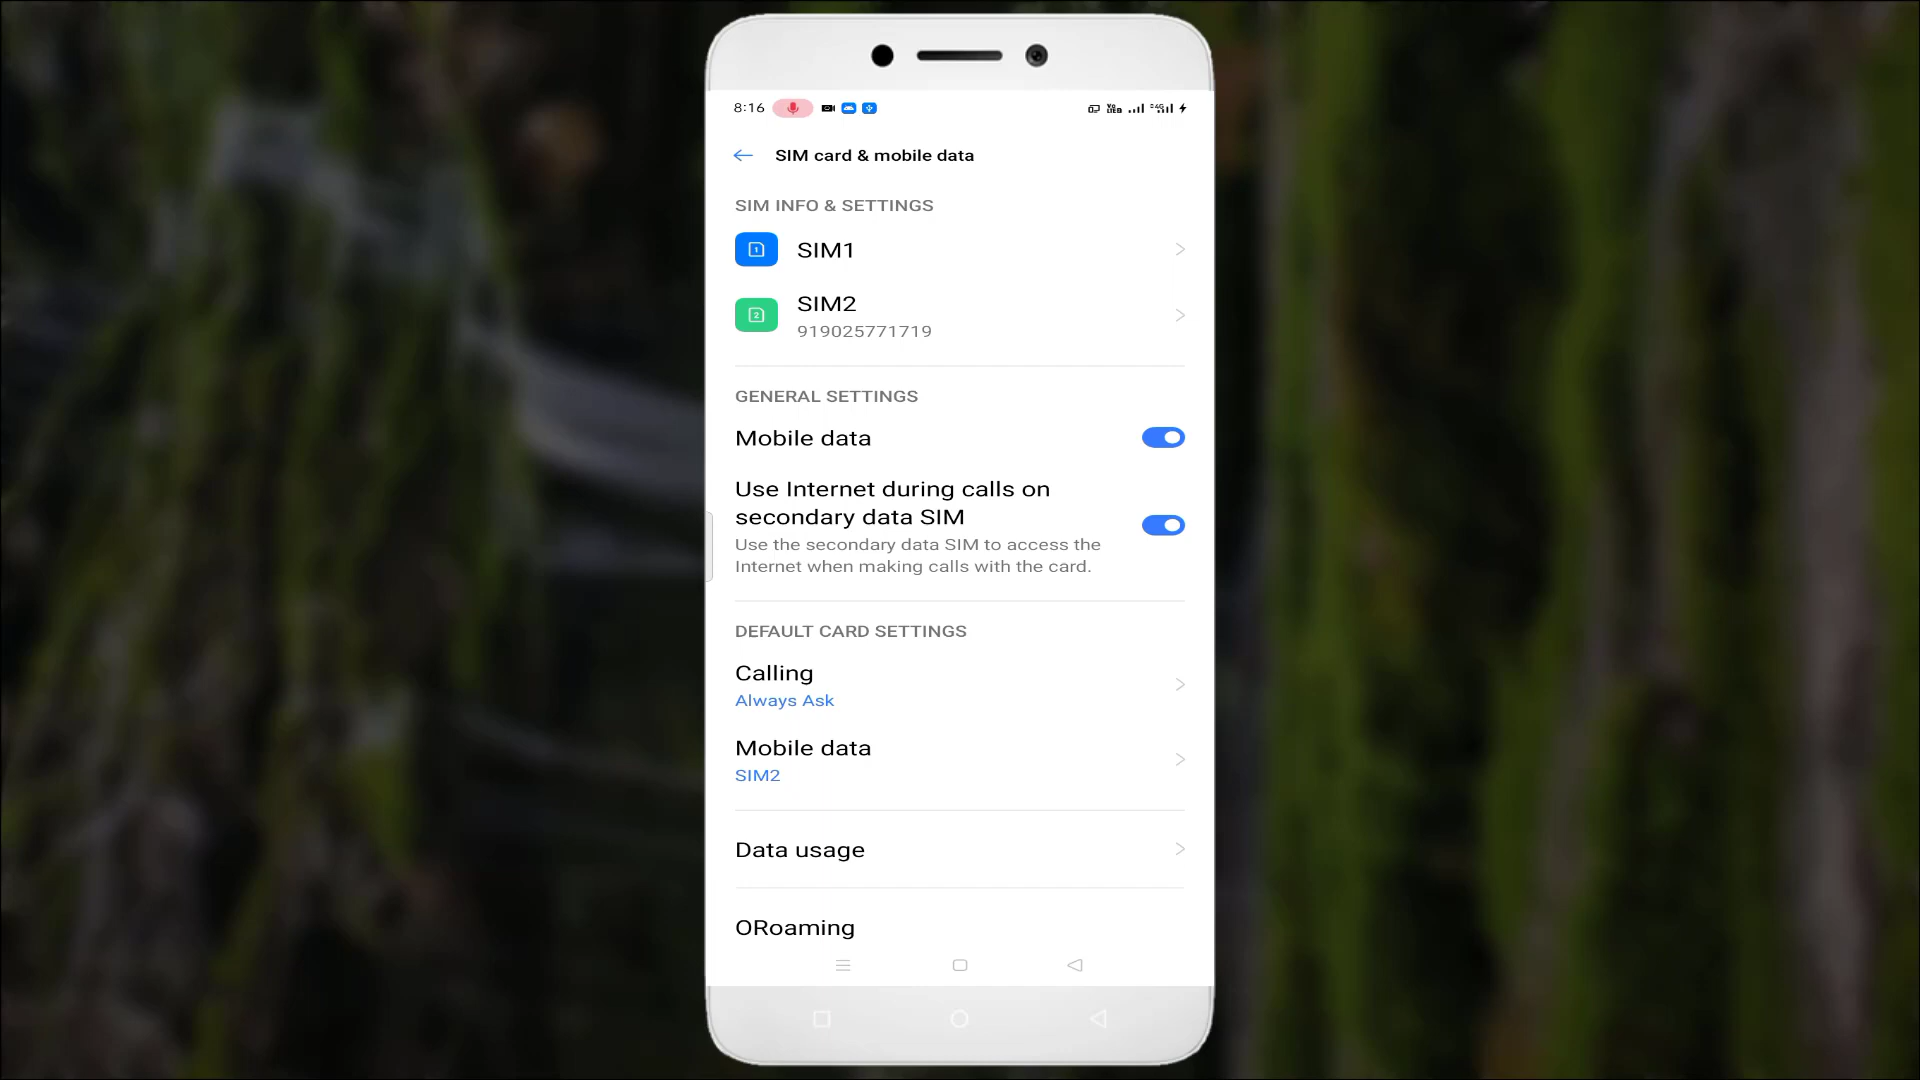 8:16
SIM card & mobile data
SIM INFO & SETTINGS
SIM1
SIM2
919025771719
GENERAL SETTINGS
Mobile data
Use Internet during calls on
secondary data SIM
Use the secondary data SIM to access the
Internet when making calls with the card.
DEFAULT CARD SETTINGS
Calling
Always Ask
Mobile data
SIM2
Data usage
ORoaming